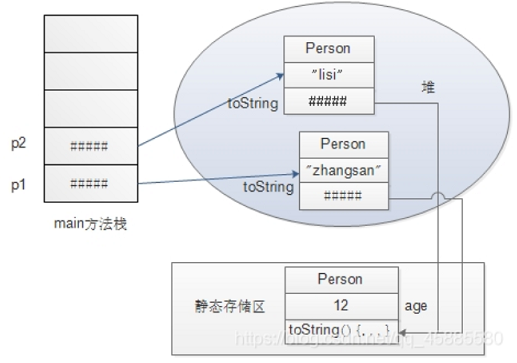 Person
"lisi"
#####
堆
toString
p2
#####
Person
"zhangsan"
#####
toString
p1
#####
main方法栈
Person
静态存储区
12
age
toString() {...}
https://blog.csdn.net/qq_45885580